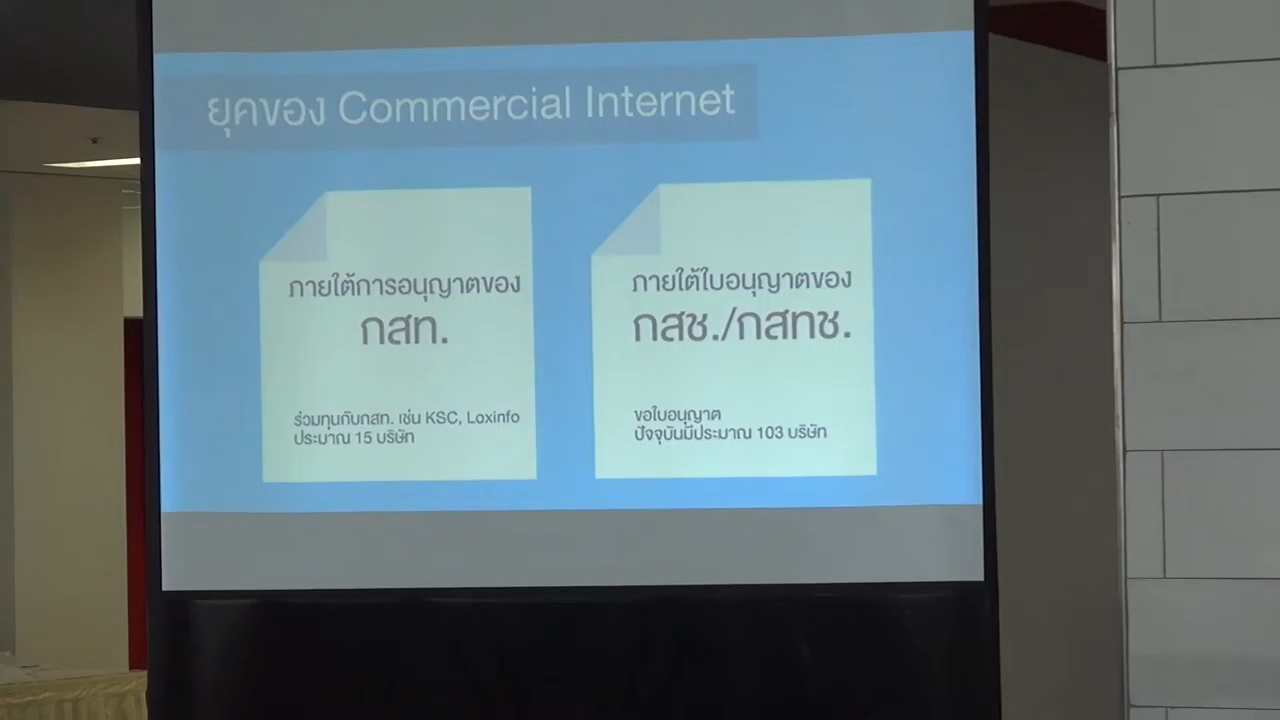 ยุคของ Commercial Internet
ภายใต้การอนุญาตของ
กสท.
ร่วมทุนกับกสท. เช่น KSC, Loxinfo
ประมาณ 15 บริษัท
ภายใต้ใบอนุญาตของ
กสช./กสทช.
ขอใบอนุญาต
ปัจจุบันมีประมาณ 103 บริษัท